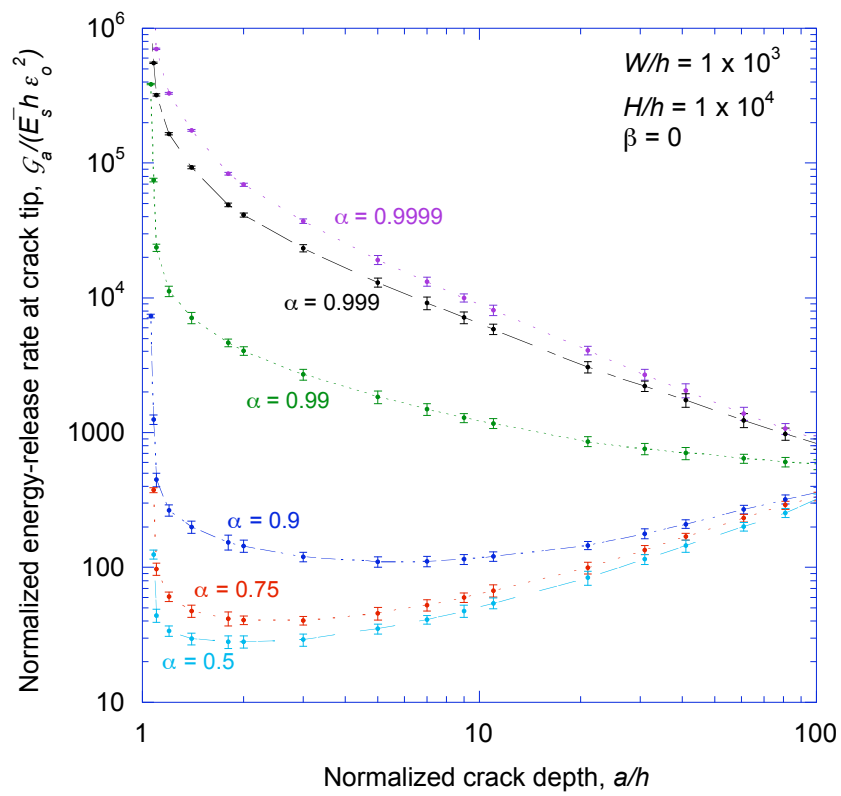 10⁶
10⁵
10⁴
1000
100
10
1
10
100
Normalized energy-release rate at crack tip, 𝒢ₐ/(E̅ₛh εₒ²)
Normalized crack depth, a/h
W/h = 1 x 10³
H/h = 1 x 10⁴
β = 0
α = 0.9999
α = 0.999
α = 0.99
α = 0.9
α = 0.75
α = 0.5